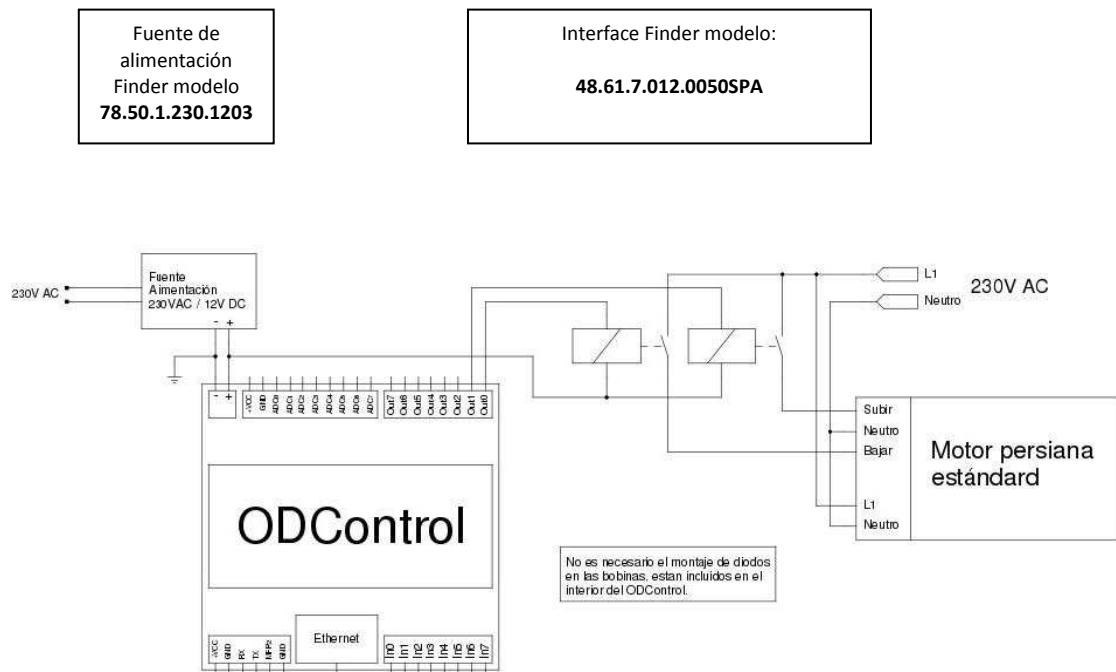 Fuente de
alimentación
Finder modelo
78.50.1.230.1203
Interface Finder modelo:
48.61.7.012.0050SPA
230V AC
Fuente
Alimentación
230VAC / 12V DC
- +
L1
Neutro
230V AC
- +
+VCC
GND
ADC0
ADC1
ADC2
ADC3
ADC4
ADC5
ADC6
ADC7
Out7
Out6
Out5
Out4
Out3
Out2
Out1
Out0
Subir
Neutro
Bajar
L1
Neutro
Motor persiana
estándard
ODControl
No es necesario el montaje de diodos
en las bobinas, estan incluidos en el
interior del ODControl.
+VCC
GND
RX
TX
MFP2
GND
Ethernet
In0
In1
In2
In3
In4
In5
In6
In7